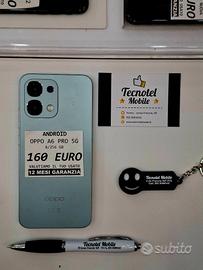 ANDROID
OPPO A6 PRO 5G
8/256 GB
160 EURO
VALUTIAMO IL TUO USATO
12 MESI GARANZIA
oppo
Tecnotel
Mobile
Tecnotel Mobile
Tecnotel Mobile
subito